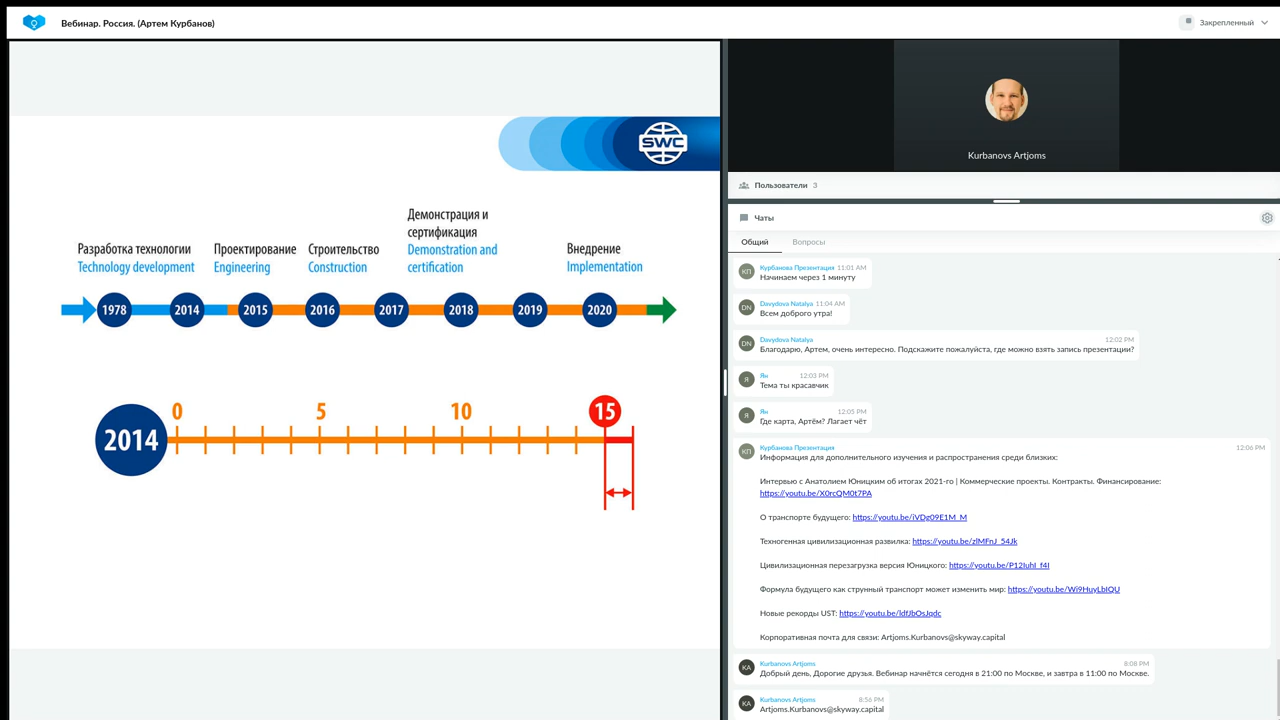 Вебинар. Россия. (Артем Курбанов)
Закрепленный
SWC
Разработка технологии
Technology development
Проектирование
Engineering
Строительство
Construction
Демонстрация и
сертификация
Demonstration and
certification
Внедрение
Implementation
1978
2014
2015
2016
2017
2018
2019
2020
2014
0
5
10
15
Kurbanovs Artjoms
Пользователи 3
Чаты
Общий
Вопросы
КП
Курбанова Презентация 11:01 AM
Начинаем через 1 минуту
DN
Davydova Natalya 11:04 AM
Всем доброго утра!
DN
Davydova Natalya 12:02 PM
Благодарю, Артем, очень интересно. Подскажите пожалуйста, где можно взять запись презентации?
Я
Ян 12:03 PM
Тема ты красавчик
Я
Ян 12:05 PM
Где карта, Артём? Лагает чёт
КП
Курбанова Презентация 12:06 PM
Информация для дополнительного изучения и распространения среди близких:
Интервью с Анатолием Юницким об итогах 2021-го | Коммерческие проекты. Контракты. Финансирование:
https://youtu.be/X0rcQM0t7PA
О транспорте будущего: https://youtu.be/iVDg09E1M_M
Техногенная цивилизационная развилка: https://youtu.be/zlMFnJ_54Jk
Цивилизационная перезагрузка версия Юницкого: https://youtu.be/P12IuhI_f4I
Формула будущего как струнный транспорт может изменить мир: https://youtu.be/Wi9HuyLbIQU
Новые рекорды UST: https://youtu.be/ldfJbOsJqdc
Корпоративная почта для связи: Artjoms.Kurbanovs@skyway.capital
KA
Kurbanovs Artjoms 8:08 PM
Добрый день, Дорогие друзья. Вебинар начнётся сегодня в 21:00 по Москве, и завтра в 11:00 по Москве.
KA
Kurbanovs Artjoms 8:56 PM
Artjoms.Kurbanovs@skyway.capital